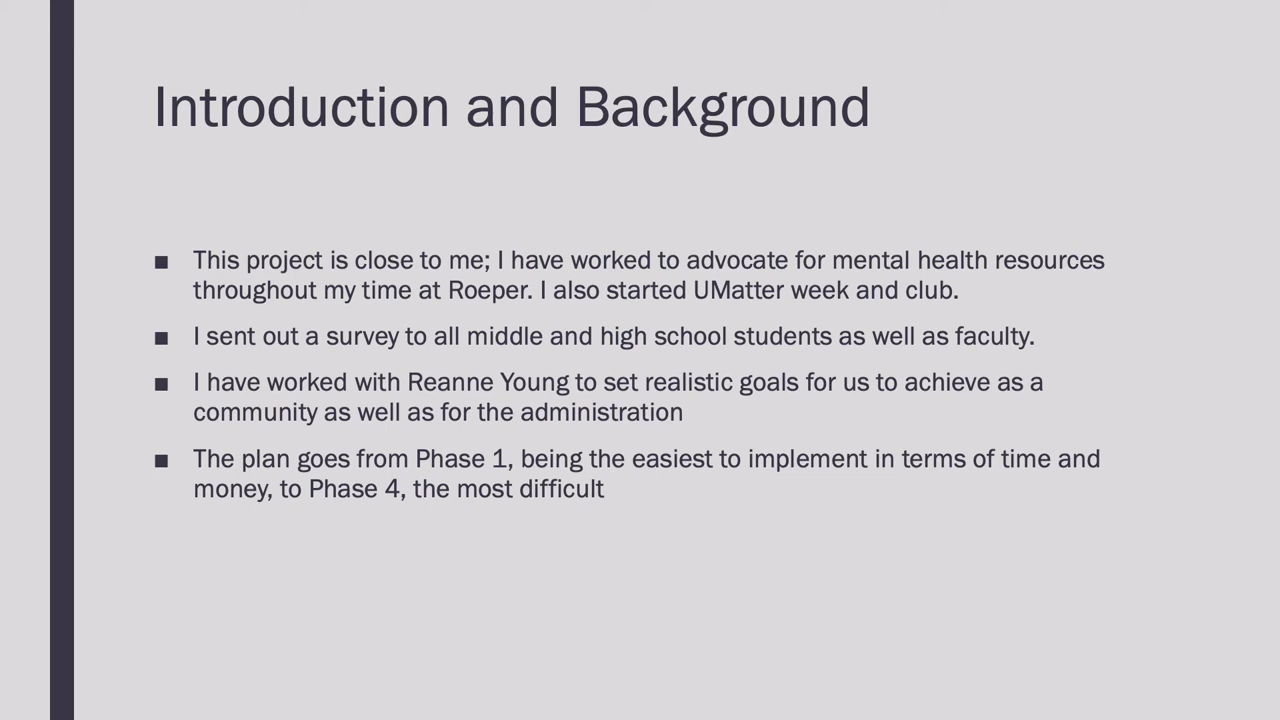 Introduction and Background
■ This project is close to me; I have worked to advocate for mental health resources
throughout my time at Roeper. I also started UMatter week and club.
■ I sent out a survey to all middle and high school students as well as faculty.
■ I have worked with Reanne Young to set realistic goals for us to achieve as a
community as well as for the administration
■ The plan goes from Phase 1, being the easiest to implement in terms of time and
money, to Phase 4, the most difficult